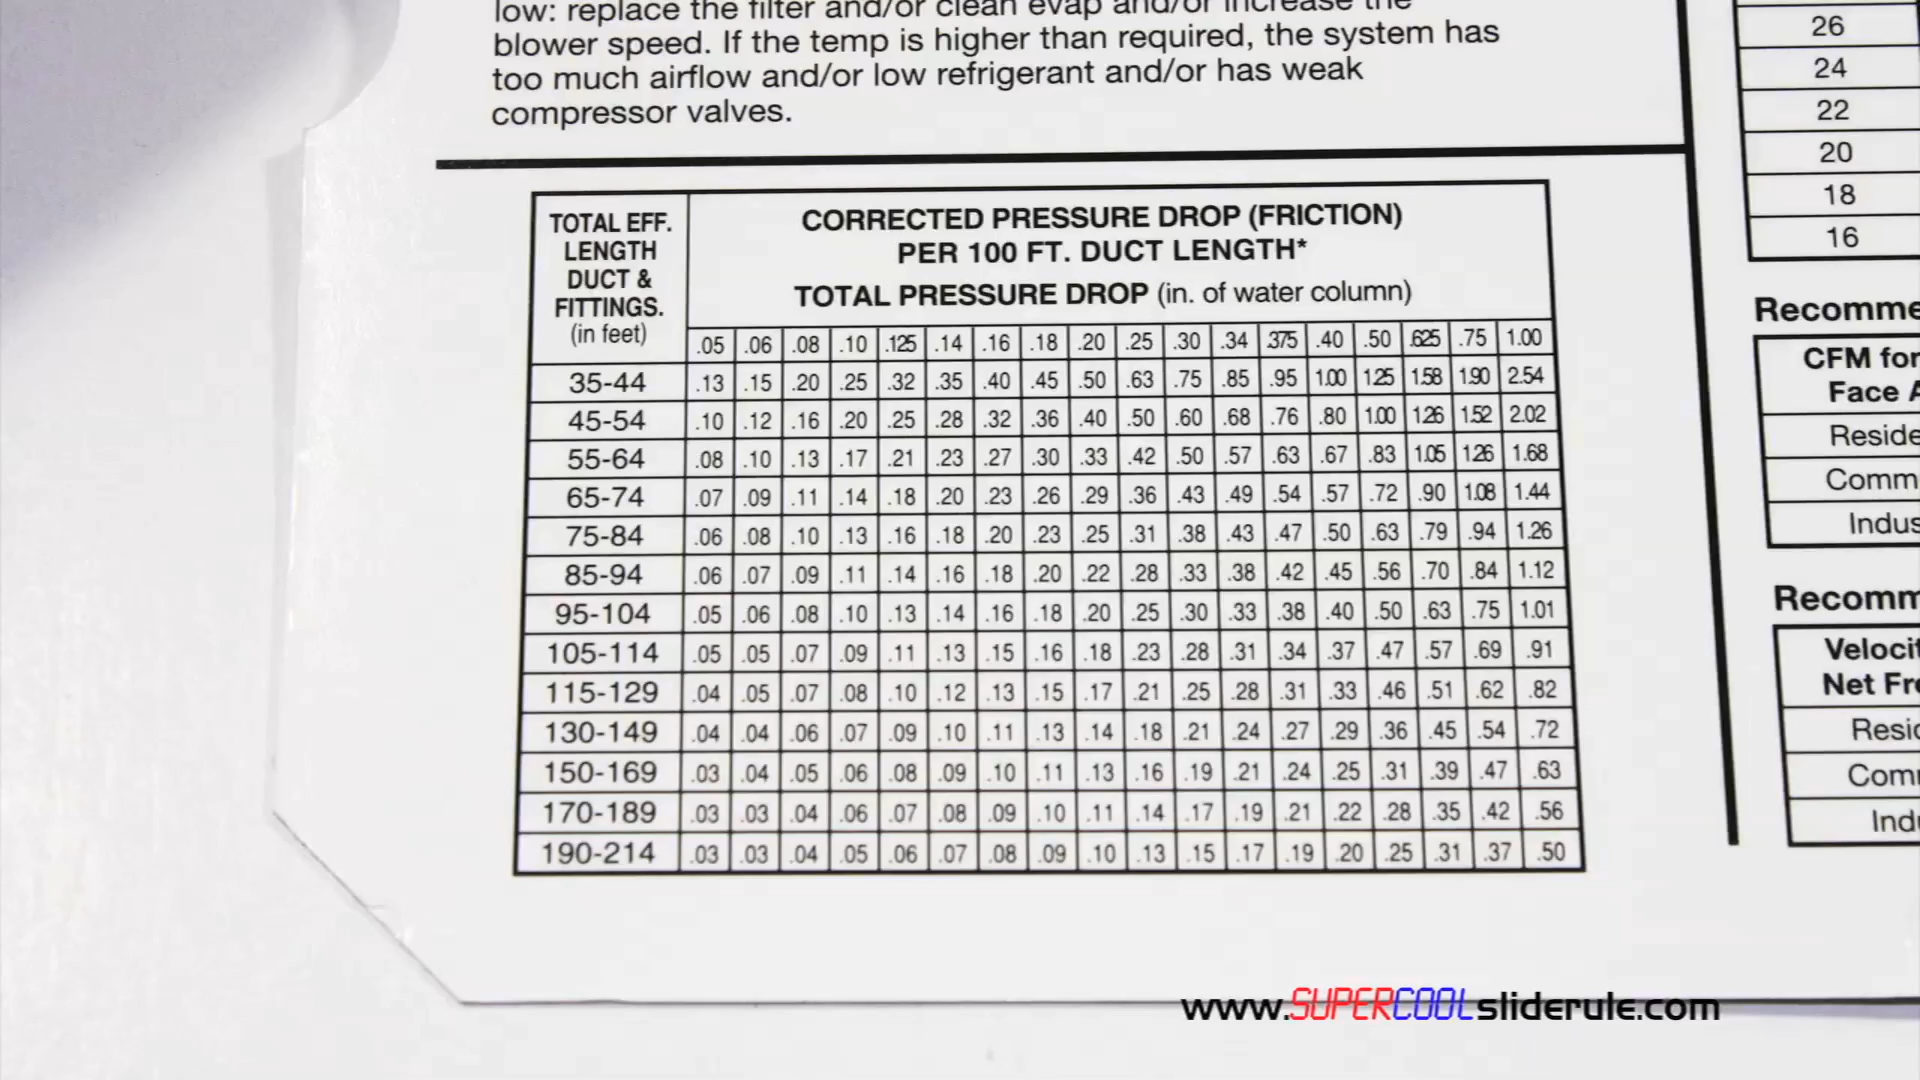 low: replace the filter and/or clean evap and/or increase the
blower speed. If the temp is higher than required, the system has
too much airflow and/or low refrigerant and/or has weak
compressor valves.
TOTAL EFF.
LENGTH
DUCT &
FITTINGS.
(in feet)
CORRECTED PRESSURE DROP (FRICTION)
PER 100 FT. DUCT LENGTH*
TOTAL PRESSURE DROP (in. of water column)
.05 .06 .08 .10 .125 .14 .16 .18 .20 .25 .30 .34 .375 .40 .50 .625 .75 1.00
35-44 .13 .15 .20 .25 .32 .35 .40 .45 .50 .63 .75 .85 .95 1.00 1.25 1.58 1.90 2.54
45-54 .10 .12 .16 .20 .25 .28 .32 .36 .40 .50 .60 .68 .76 .80 1.00 1.26 1.52 2.02
55-64 .08 .10 .13 .17 .21 .23 .27 .30 .33 .42 .50 .57 .63 .67 .83 1.05 1.26 1.68
65-74 .07 .09 .11 .14 .18 .20 .23 .26 .29 .36 .43 .49 .54 .57 .72 .90 1.08 1.44
75-84 .06 .08 .10 .13 .16 .18 .20 .23 .25 .31 .38 .43 .47 .50 .63 .79 .94 1.26
85-94 .06 .07 .09 .11 .14 .16 .18 .20 .22 .28 .33 .38 .42 .45 .56 .70 .84 1.12
95-104 .05 .06 .08 .10 .13 .14 .16 .18 .20 .25 .30 .33 .38 .40 .50 .63 .75 1.01
105-114 .05 .05 .07 .09 .11 .13 .15 .16 .18 .23 .28 .31 .34 .37 .47 .57 .69 .91
115-129 .04 .05 .07 .08 .10 .12 .13 .15 .17 .21 .25 .28 .31 .33 .46 .51 .62 .82
130-149 .04 .04 .06 .07 .09 .10 .11 .13 .14 .18 .21 .24 .27 .29 .36 .45 .54 .72
150-169 .03 .04 .05 .06 .08 .09 .10 .11 .13 .16 .19 .21 .24 .25 .31 .39 .47 .63
170-189 .03 .03 .04 .06 .07 .08 .09 .10 .11 .14 .17 .19 .21 .22 .28 .35 .42 .56
190-214 .03 .03 .04 .05 .06 .07 .08 .09 .10 .13 .15 .17 .19 .20 .25 .31 .37 .50
26
24
22
20
18
16
Recomme
CFM for
Face A
Reside
Comm
Indus
Recomm
Velocit
Net Fre
Resid
Com
Indu
www.SUPERCOOLsliderule.com